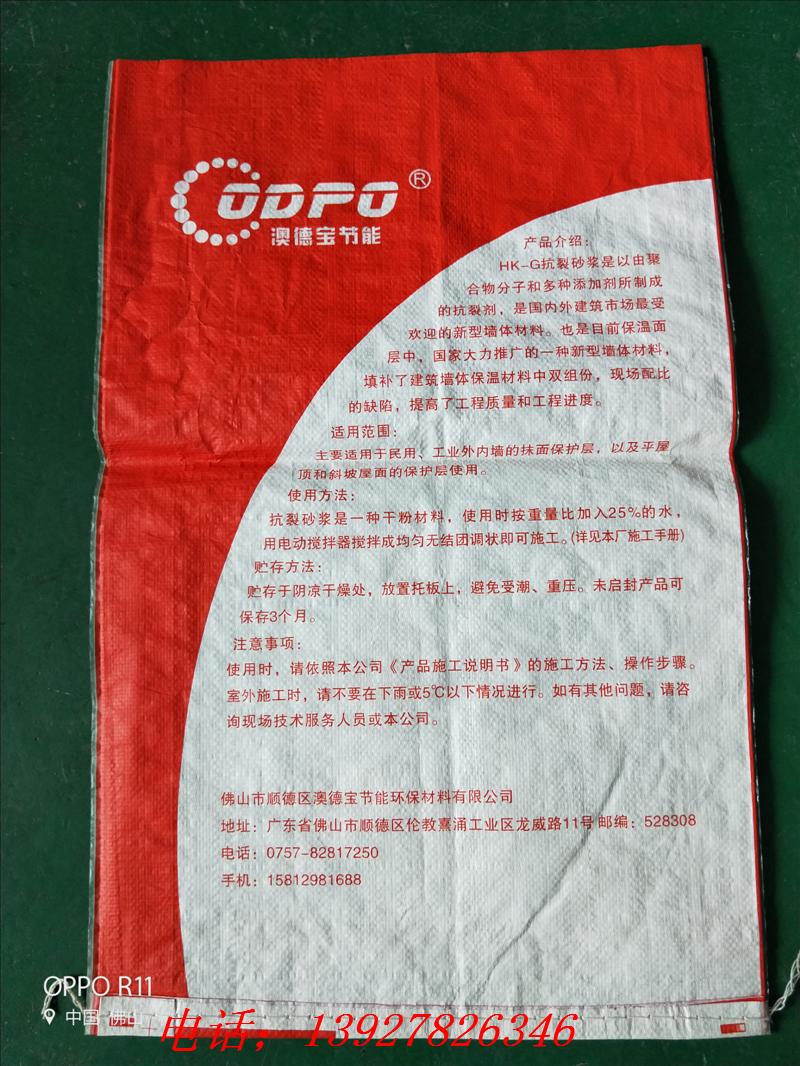 ODPO®
澳德宝节能
产品介绍：
HK-G抗裂砂浆是以由聚
合物分子和多种添加剂所制成
的抗裂剂，是国内外建筑市场最受
欢迎的新型墙体材料。也是目前保温面
层中，国家大力推广的一种新型墙体材料，
填补了建筑墙体保温材料中双组份，现场配比
的缺陷，提高了工程质量和工程进度。
适用范围：
主要适用于民用、工业外内墙的抹面保护层，以及平屋
顶和斜坡屋面的保护层使用。
使用方法：
抗裂砂浆是一种干粉材料，使用时按重量比加入25%的水，
用电动搅拌器搅拌成均匀无结团调状即可施工。(详见本厂施工手册)
贮存方法：
贮存于阴凉干燥处，放置托板上，避免受潮、重压。未启封产品可
保存3个月。
注意事项：
使用时，请依照本公司《产品施工说明书》的施工方法、操作步骤。
室外施工时，请不要在下雨或5℃以下情况进行。如有其他问题，请咨
询现场技术服务人员或本公司。
佛山市顺德区澳德宝节能环保材料有限公司
地址：广东省佛山市顺德区伦教熹涌工业区龙威路11号 邮编：528308
电话：0757-82817250
手机：15812981688
OPPO R11
中国·佛山
电话；13927826346